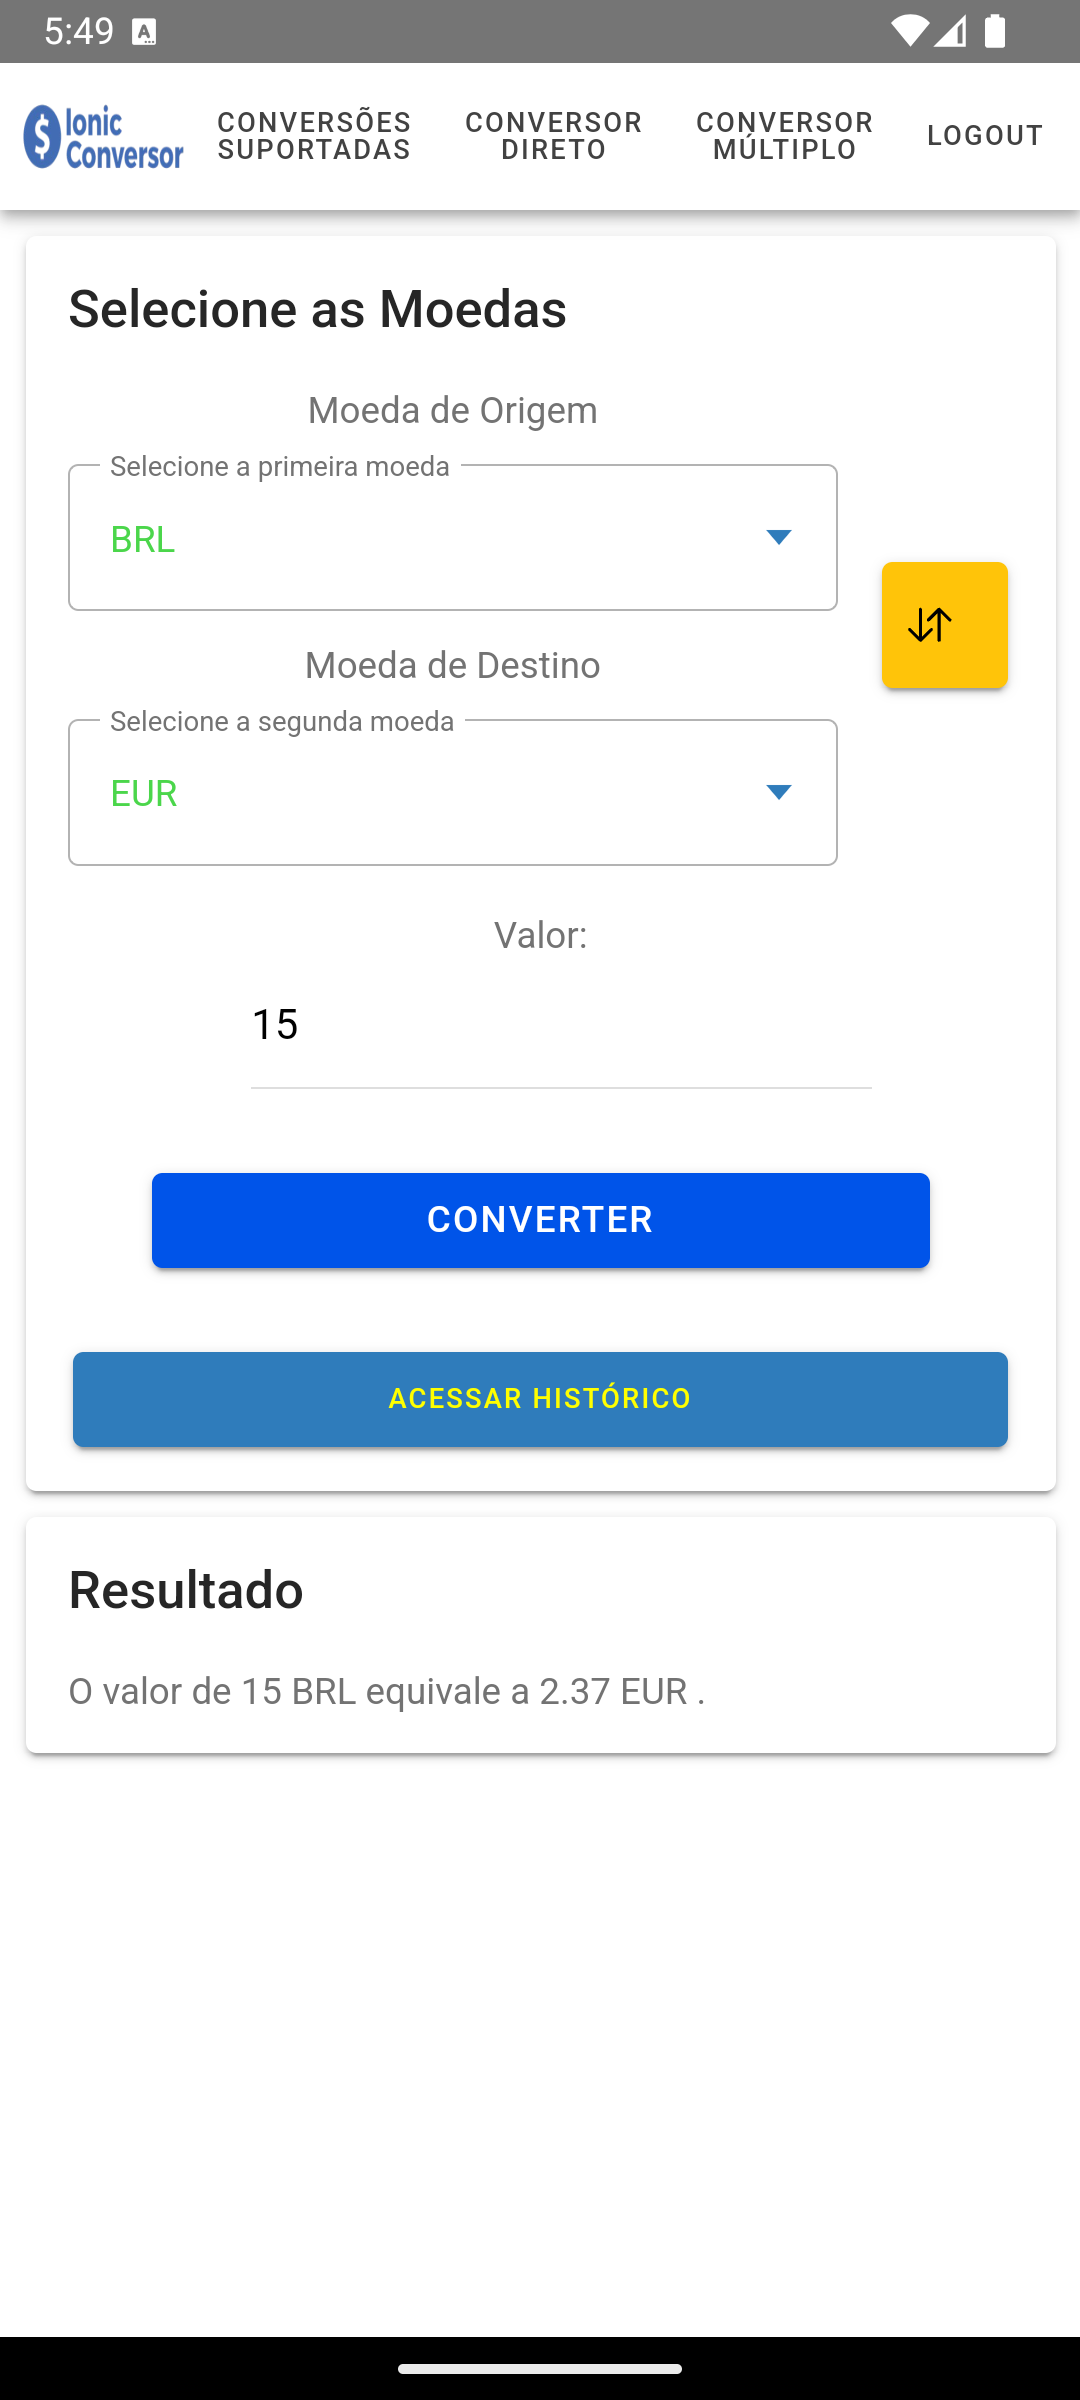 5:49
Ionic
Conversor
CONVERSÕES
SUPORTADAS
CONVERSOR
DIRETO
CONVERSOR
MÚLTIPLO
LOGOUT
Selecione as Moedas
Moeda de Origem
Selecione a primeira moeda
BRL
Moeda de Destino
Selecione a segunda moeda
EUR
Valor:
15
CONVERTER
ACESSAR HISTÓRICO
Resultado
O valor de 15 BRL equivale a 2.37 EUR .